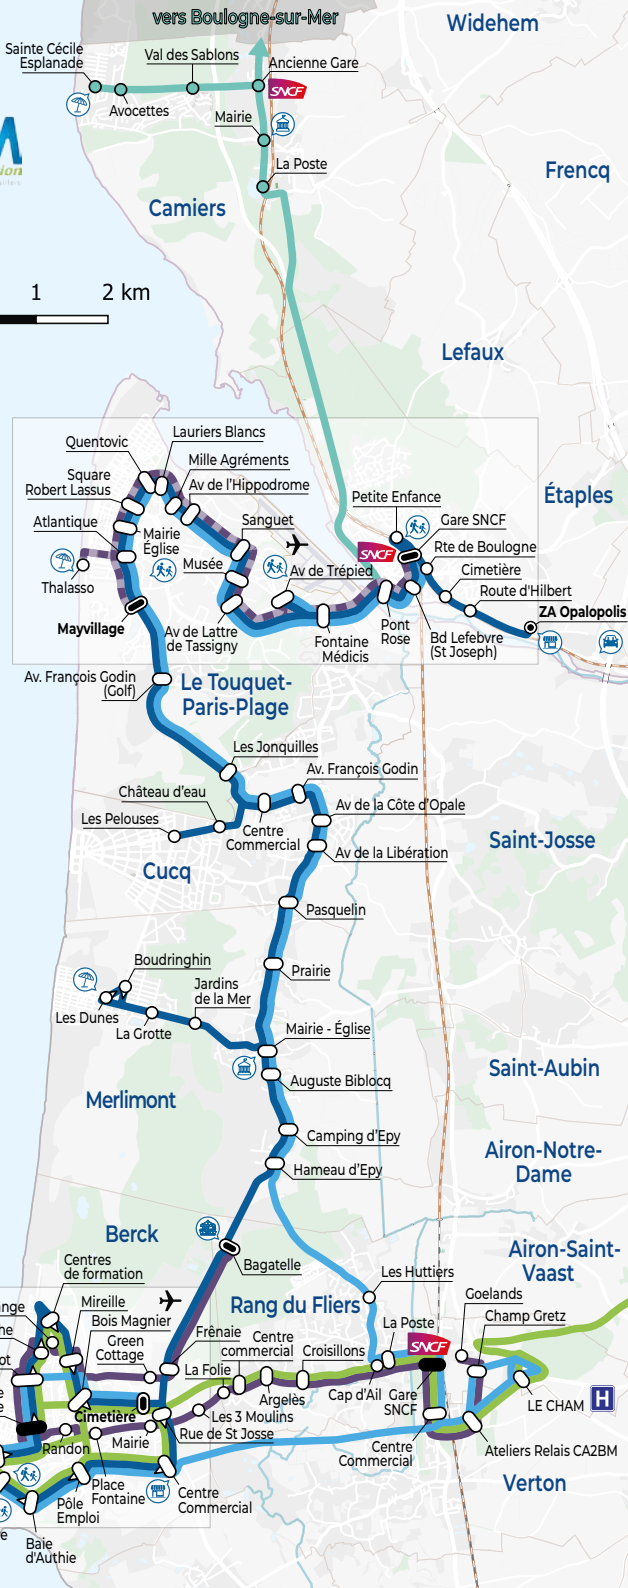 vers Boulogne-sur-Mer
Widehem
Sainte Cécile
Esplanade
Val des Sablons
Ancienne Gare
SNCF
Avocettes
Mairie
La Poste
Frencq
Camiers
1
2 km
Lefaux
Lauriers Blancs
Quentovic
Mille Agréments
Square
Robert Lassus
Av de l'Hippodrome
Petite Enfance
Étaples
Atlantique
Mairie
Église
Sanguet
Gare SNCF
SNCF
Rte de Boulogne
Musée
Av de Trépied
Cimetière
Thalasso
Route d'Hilbert
Mayville
ZA Opalopolis
Av de Lattre
de Tassigny
Fontaine
Médicis
Pont
Rose
Bd Lefebvre
(St Joseph)
Av. François Godin
(Golf)
Le Touquet-
Paris-Plage
Les Jonquilles
Av. François Godin
Château d'eau
Av de la Côte d'Opale
Les Pelouses
Centre
Commercial
Saint-Josse
Av de la Libération
Cucq
Pasquelin
Boudringhin
Prairie
Jardins
de la Mer
Les Dunes
La Grotte
Mairie - Église
Saint-Aubin
Auguste Biblocq
Merlimont
Camping d'Epy
Airon-Notre-
Dame
Hameau d'Epy
Berck
Airon-Saint-
Vaast
Bagatelle
Centres
de formation
Les Huttiers
Goelands
Mireille
Rang du Fliers
Champ Gretz
Bois Magnier
La Poste
Frênaie
Centre
commercial
Croisillons
SNCF
Green
Cottage
La Folie
Argelès
Cap d'Ail
Gare
SNCF
LE CHAM
H
Cimetière
Les 3 Moulins
Rue de St Josse
Mairie
Randon
Centre
Commercial
Ateliers Relais CA2BM
Place
Fontaine
Verton
Pôle
Emploi
Centre
Commercial
Baie
d'Authie